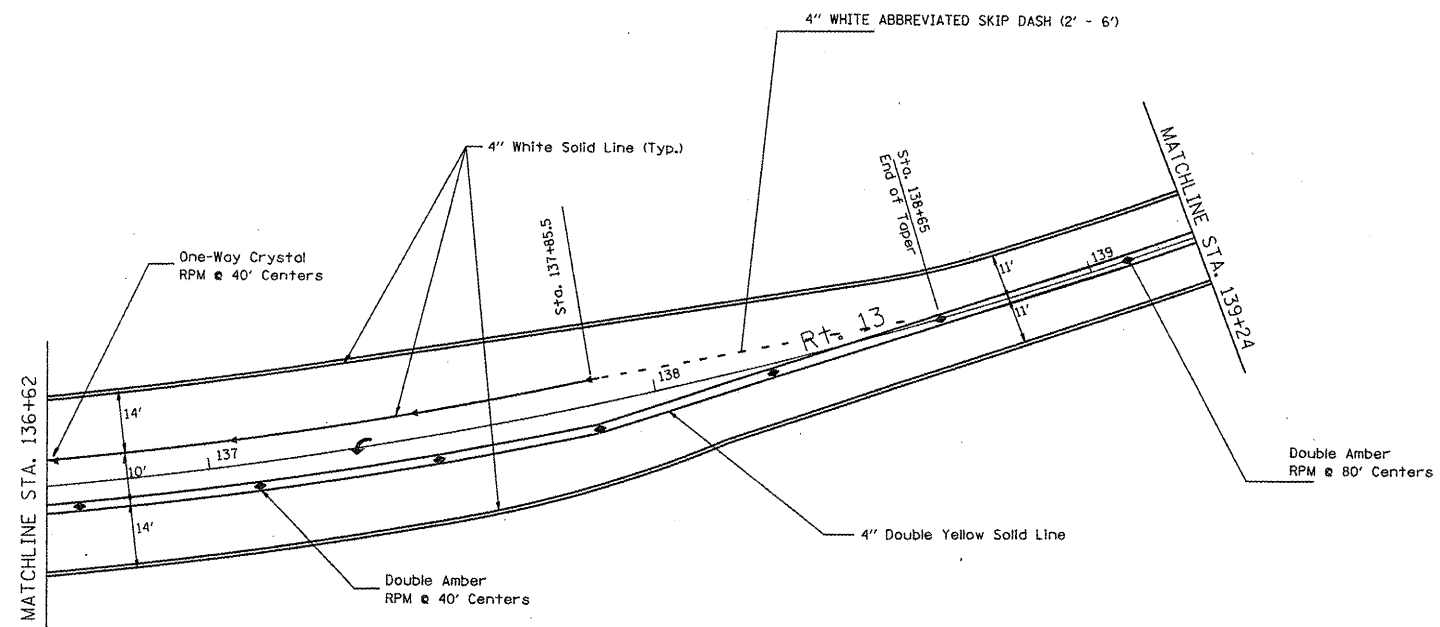 4" WHITE ABBREVIATED SKIP DASH (2' - 6')
4" White Solid Line (Typ.)
MATCHLINE STA. 139+24
Sta. 138+65
End of Taper
Sta. 137+85.5
One-Way Crystal
RPM @ 40' Centers
139
11'
11'
Rt. 13
138
MATCHLINE STA. 136+62
14'
137
10'
14'
Double Amber
RPM @ 80' Centers
4" Double Yellow Solid Line
Double Amber
RPM @ 40' Centers